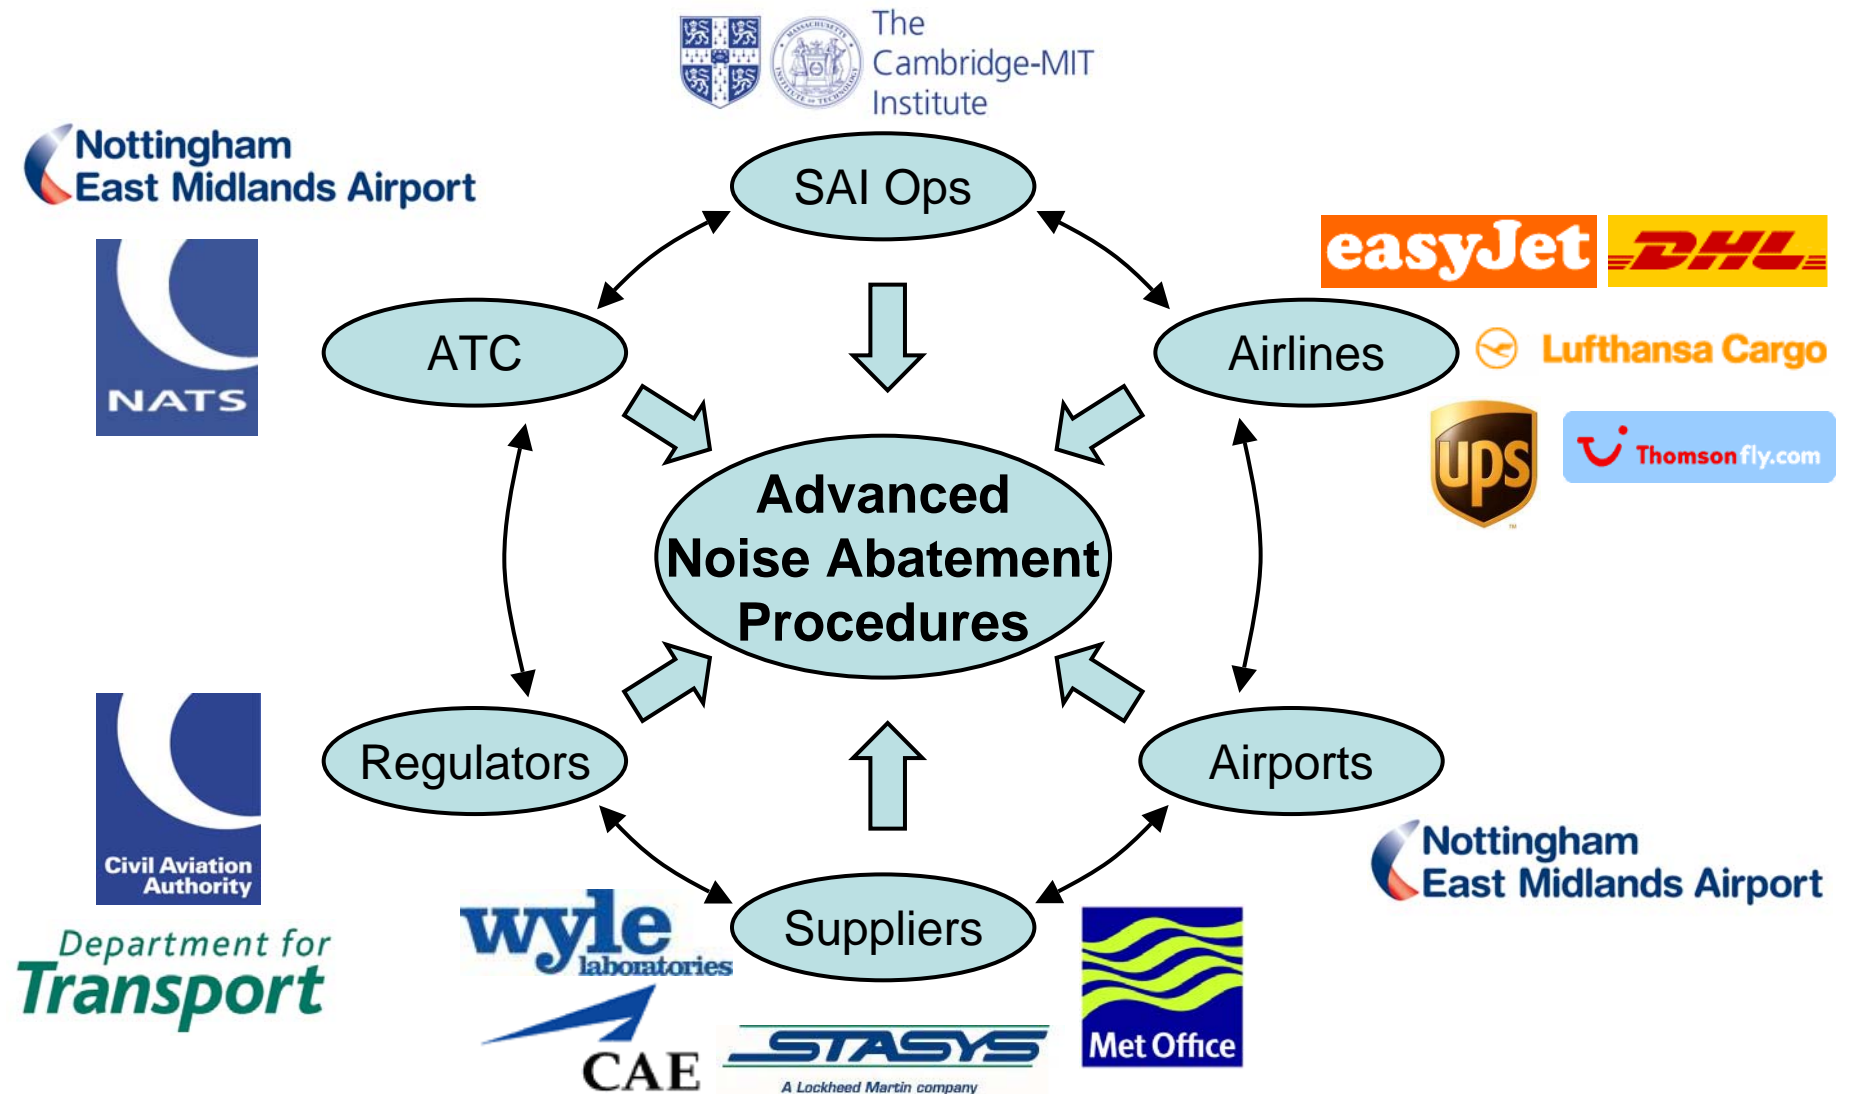 The
Cambridge-MIT
Institute
Nottingham
East Midlands Airport
SAI Ops
easyJet
DHL
NATS
ATC
Airlines
Lufthansa Cargo
ups
TM
Thomsonfly.com
Advanced
Noise Abatement
Procedures
Civil Aviation
Authority
Regulators
Airports
Nottingham
East Midlands Airport
Department for
Transport
wyle
laboratories
Suppliers
CAE
STASYS
A Lockheed Martin company
Met Office